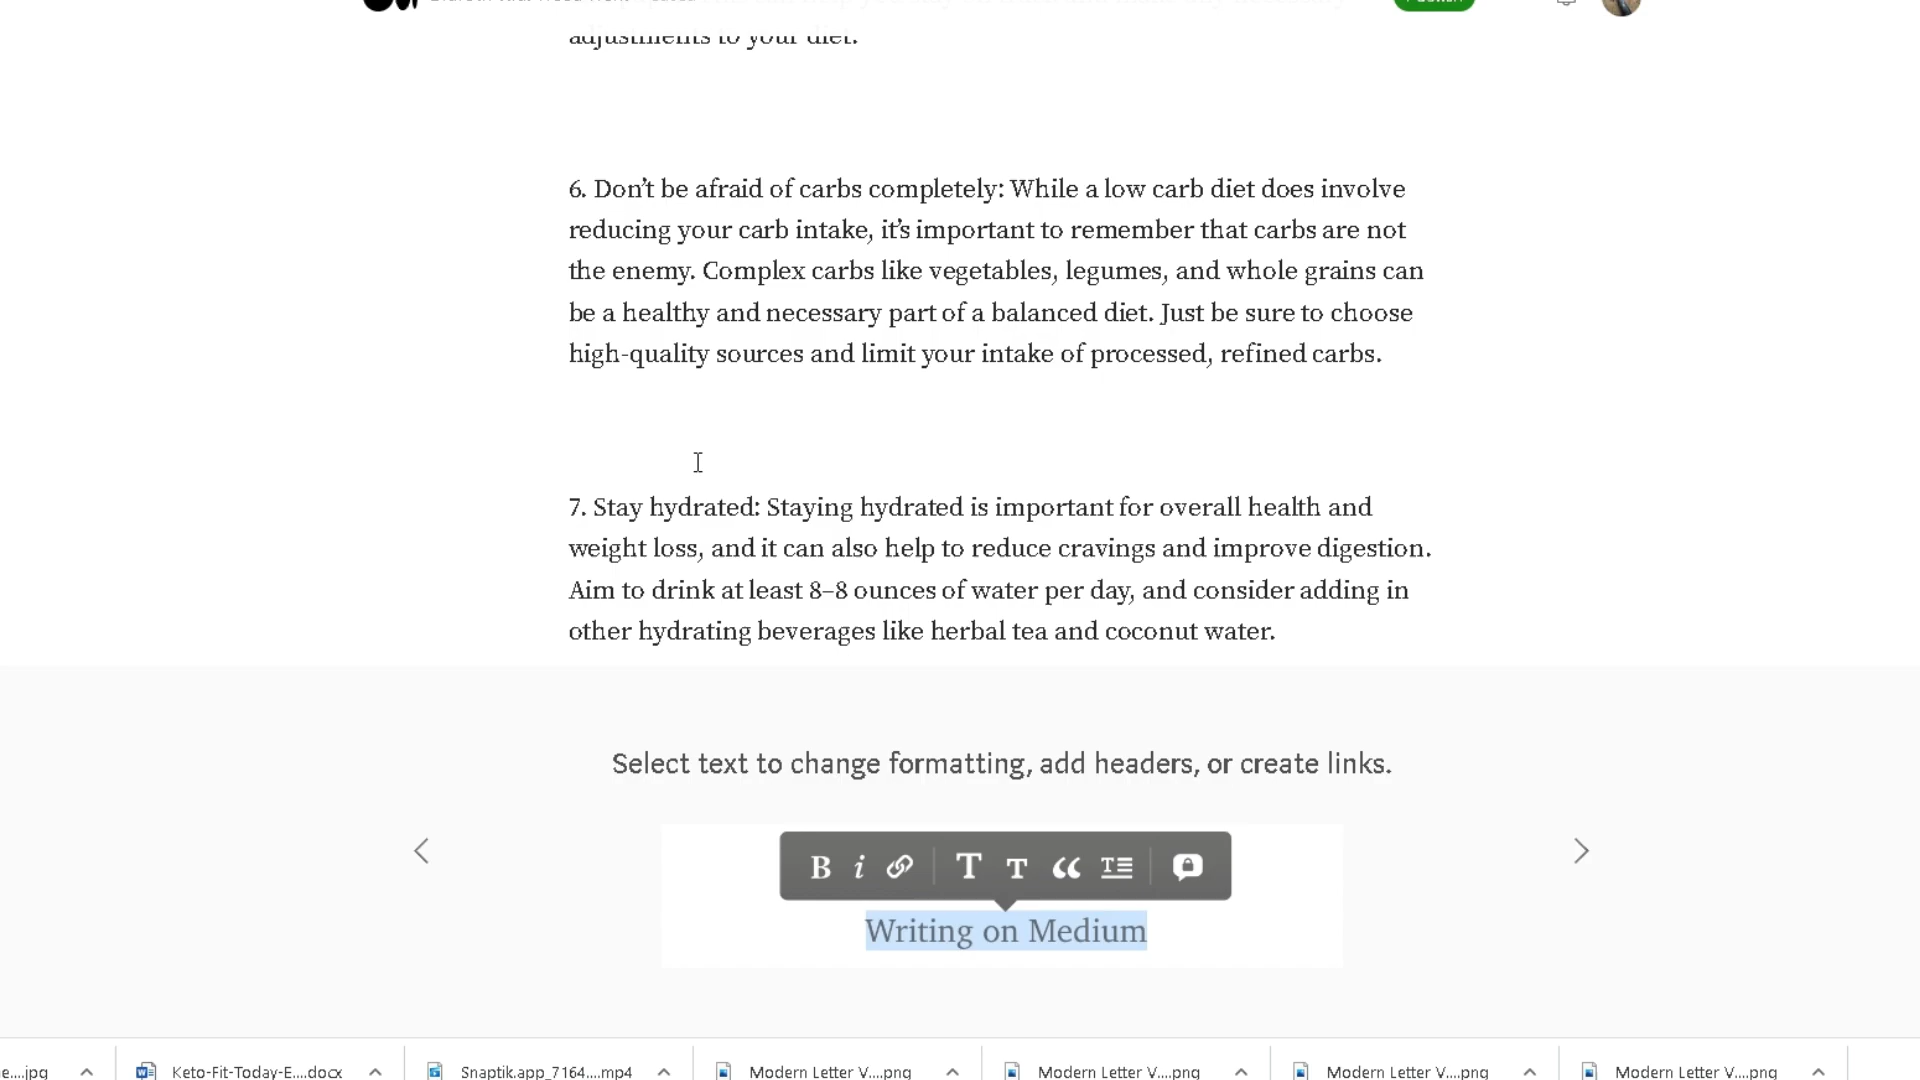 adjustments to your diet.
6. Don't be afraid of carbs completely: While a low carb diet does involve
reducing your carb intake, it's important to remember that carbs are not
the enemy. Complex carbs like vegetables, legumes, and whole grains can
be a healthy and necessary part of a balanced diet. Just be sure to choose
high-quality sources and limit your intake of processed, refined carbs.
7. Stay hydrated: Staying hydrated is important for overall health and
weight loss, and it can also help to reduce cravings and improve digestion.
Aim to drink at least 8–8 ounces of water per day, and consider adding in
other hydrating beverages like herbal tea and coconut water.
Select text to change formatting, add headers, or create links.
B i T T
Writing on Medium
e....jpg Keto-Fit-Today-E....docx Snaptik.app_7164....mp4 Modern Letter V....png Modern Letter V....png Modern Letter V....png Modern Letter V....png